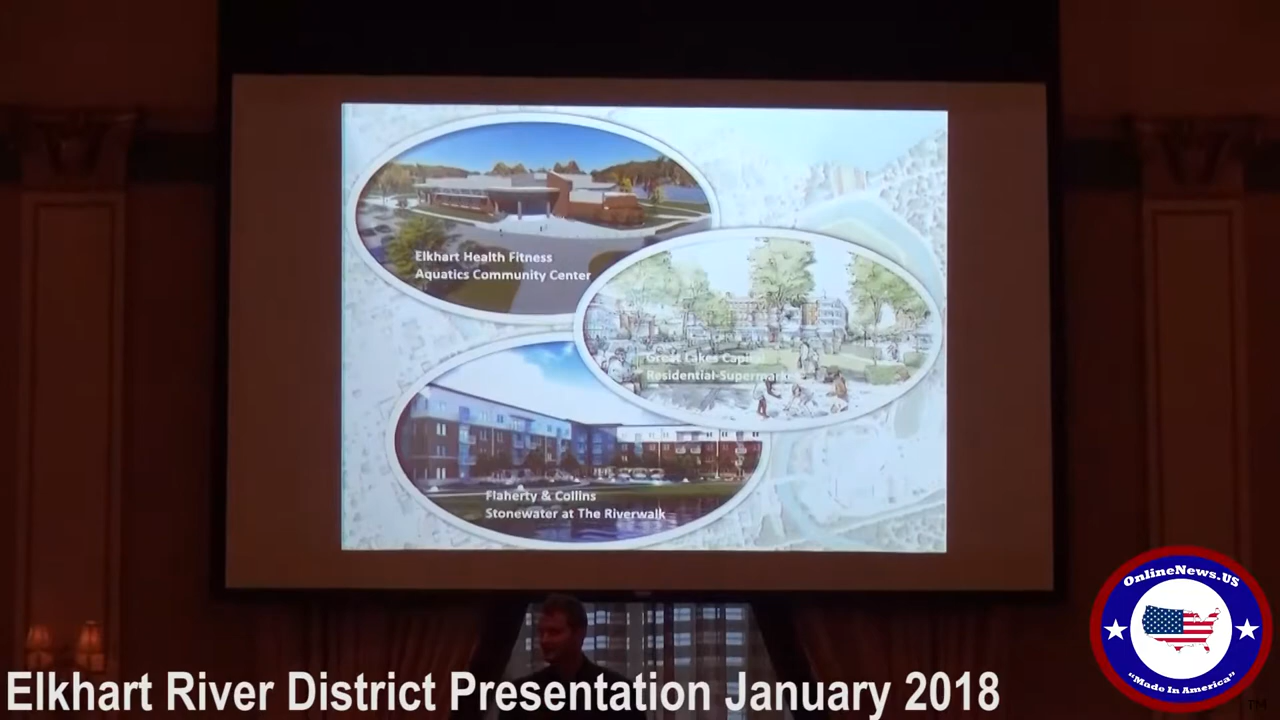 Elkhart Health Fitness
Aquatics Community Center
Great Lakes Capital
Residential-Supermarket
Flaherty & Collins
Stonewater at The Riverwalk
OnlineNews.US
"Made In America"
TM
Elkhart River District Presentation January 2018